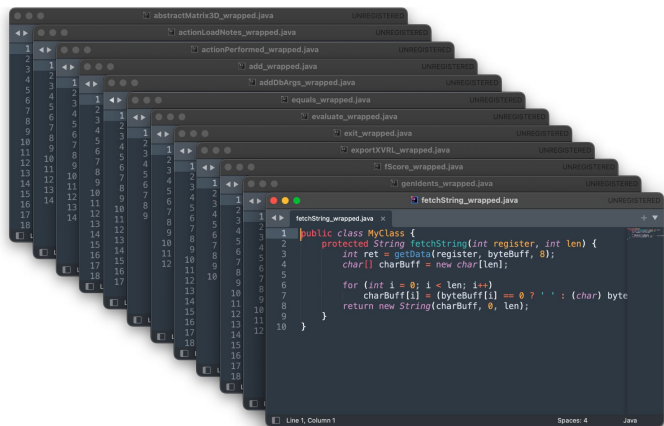 abstractMatrix3D_wrapped.java UNREGISTERED
actionLoadNotes_wrapped.java UNREGISTERED
actionPerformed_wrapped.java UNREGISTERED
add_wrapped.java UNREGISTERED
addDbArgs_wrapped.java UNREGISTERED
equals_wrapped.java UNREGISTERED
evaluate_wrapped.java UNREGISTERED
exit_wrapped.java UNREGISTERED
exportXVRL_wrapped.java UNREGISTERED
fScore_wrapped.java UNREGISTERED
genIdents_wrapped.java UNREGISTERED
fetchString_wrapped.java UNREGISTERED
fetchString_wrapped.java ×
1 public class MyClass {
2 protected String fetchString(int register, int len) {
3 int ret = getData(register, byteBuff, 8);
4 char[] charBuff = new char[len];
5
6 for (int i = 0; i < len; i++)
7 charBuff[i] = (byteBuff[i] == 0 ? ' ' : (char) byte
8 return new String(charBuff, 0, len);
9 }
10 }
Line 1, Column 1 Spaces: 4 Java